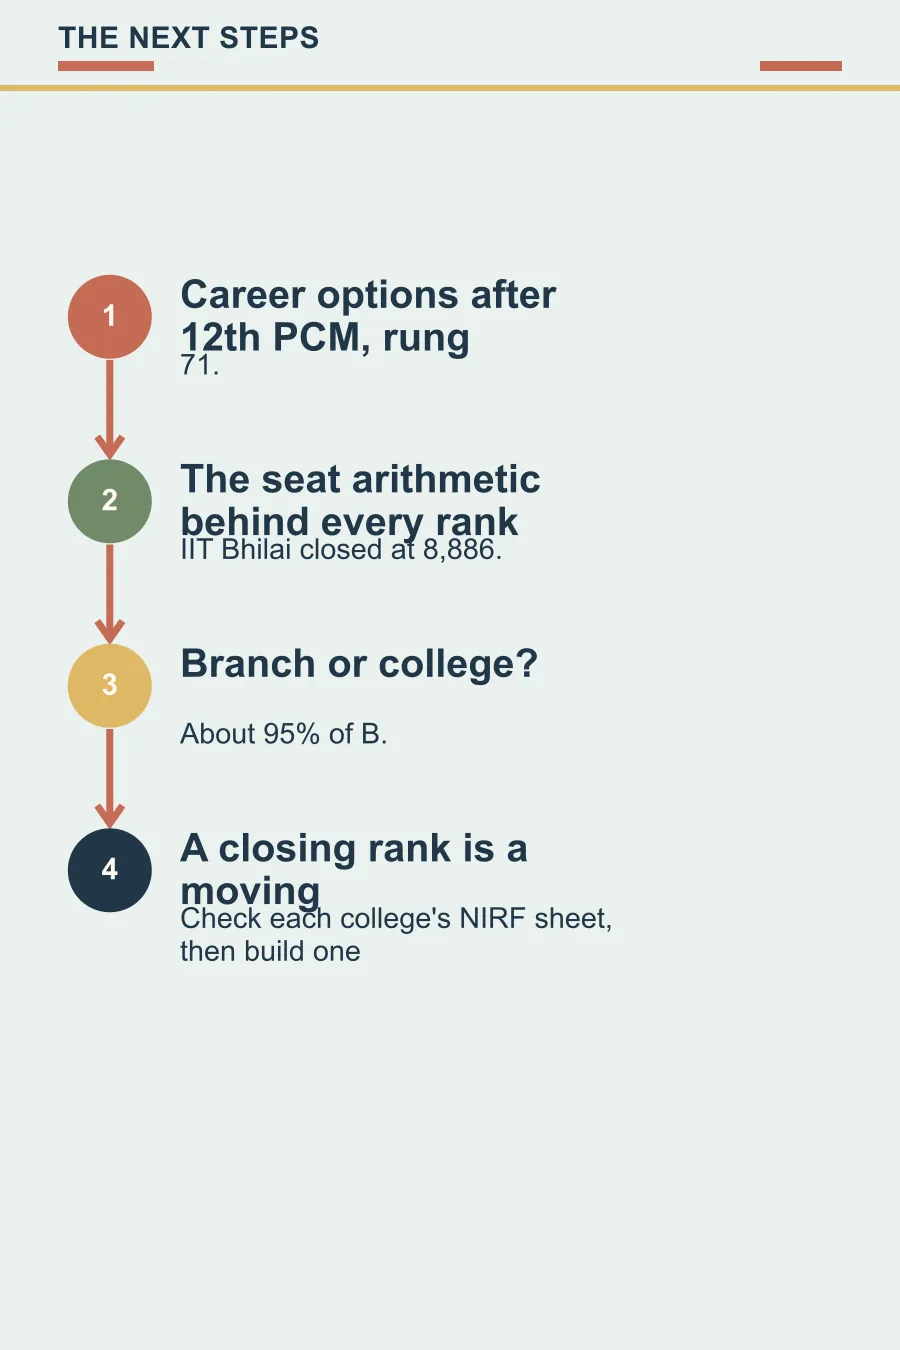 THE NEXT STEPS
1
Career options after
12th PCM, rung
71.
2
The seat arithmetic
behind every rank
IIT Bhilai closed at 8,886.
3
Branch or college?
About 95% of B.
4
A closing rank is a
moving
Check each college's NIRF sheet,
then build one